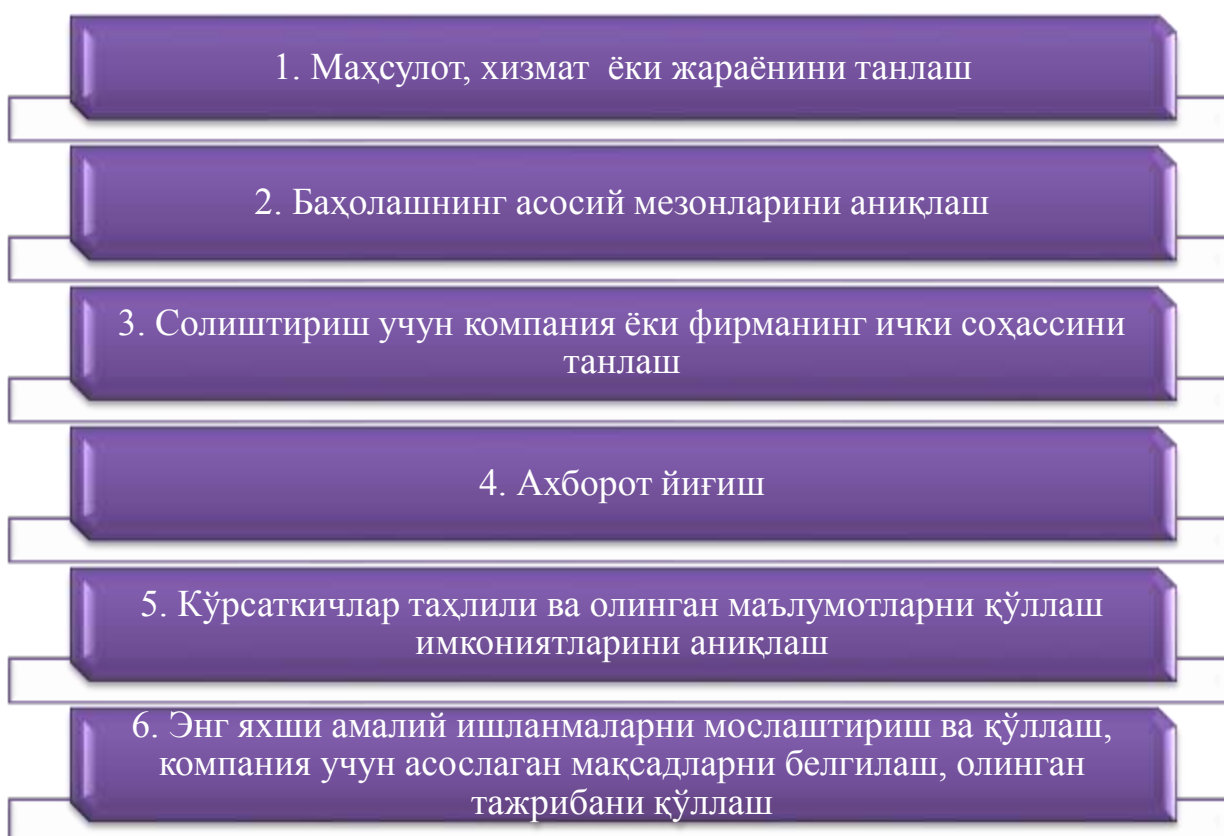 1. Маҳсулот, хизмат ёки жараёнини танлаш
2. Баҳолашнинг асосий мезонларини аниқлаш
3. Солиштириш учун компания ёки фирманинг ички соҳассини
танлаш
4. Ахборот йиғиш
5. Кўрсаткичлар таҳлили ва олинган маълумотларни қўллаш
имкониятларини аниқлаш
6. Энг яхши амалий ишланмаларни мослаштириш ва қўллаш,
компания учун асослаган мақсадларни белгилаш, олинган
тажрибани қўллаш